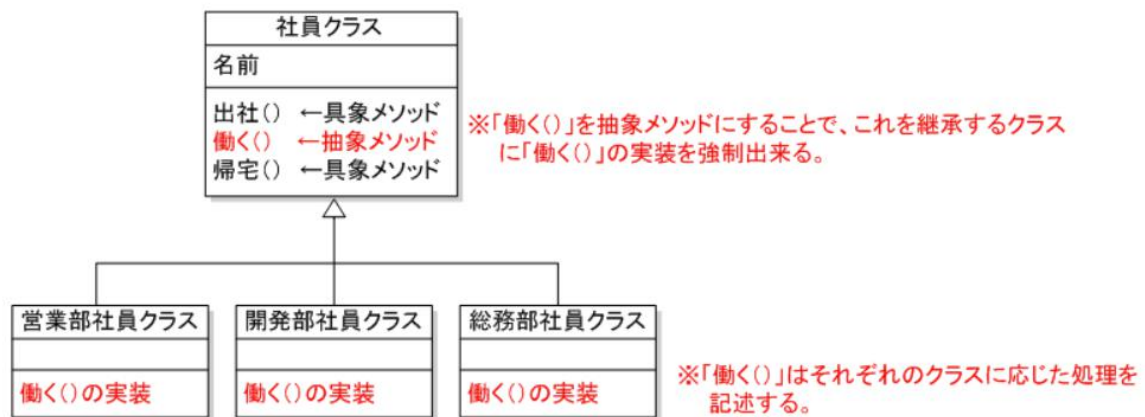 社員クラス
名前
出社() ←具象メソッド
働く() ←抽象メソッド
帰宅() ←具象メソッド
※「働く()」を抽象メソッドにすることで、これを継承するクラス
に「働く()」の実装を強制出来る。
営業部社員クラス
働く()の実装
開発部社員クラス
働く()の実装
総務部社員クラス
働く()の実装
※「働く()」はそれぞれのクラスに応じた処理を
記述する。